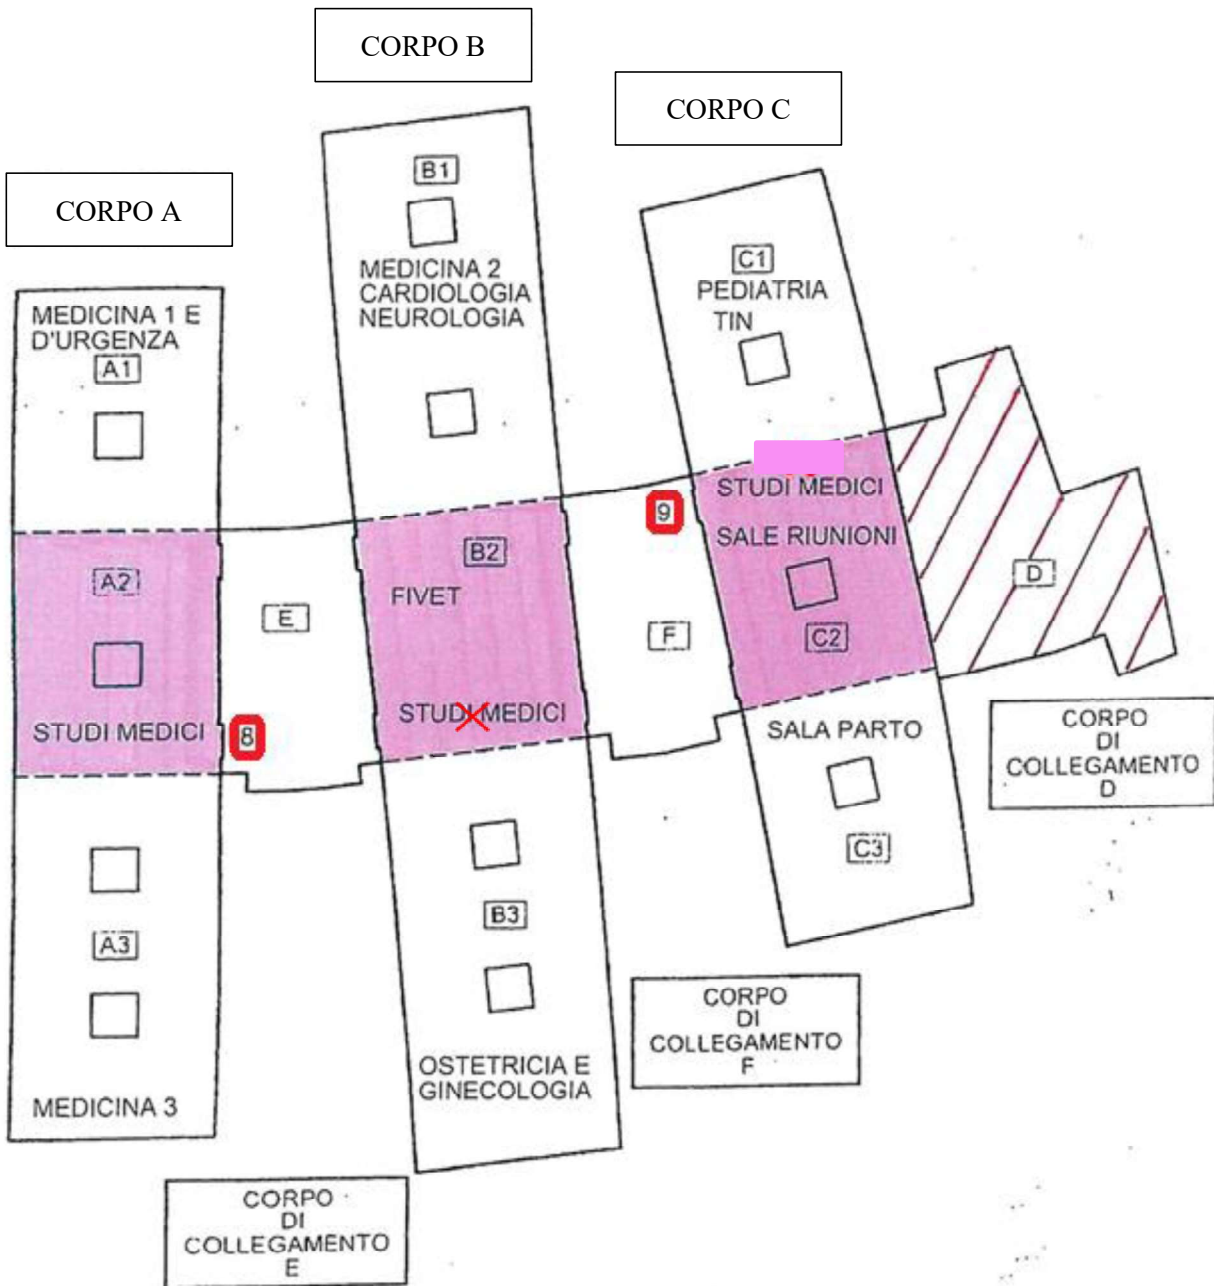 CORPO B
CORPO C
CORPO A
B1
MEDICINA 2
CARDIOLOGIA
NEUROLOGIA
C1
PEDIATRIA
TIN
MEDICINA 1 E
D'URGENZA
A1
STUDI MEDICI
9
SALE RIUNIONI
B2
A2
FIVET
D
E
F
C2
STUDI MEDICI
STUDI MEDICI
8
SALA PARTO
CORPO
DI
COLLEGAMENTO
D
C3
B3
A3
CORPO
DI
COLLEGAMENTO
F
OSTETRICIA E
GINECOLOGIA
MEDICINA 3
CORPO
DI
COLLEGAMENTO
E